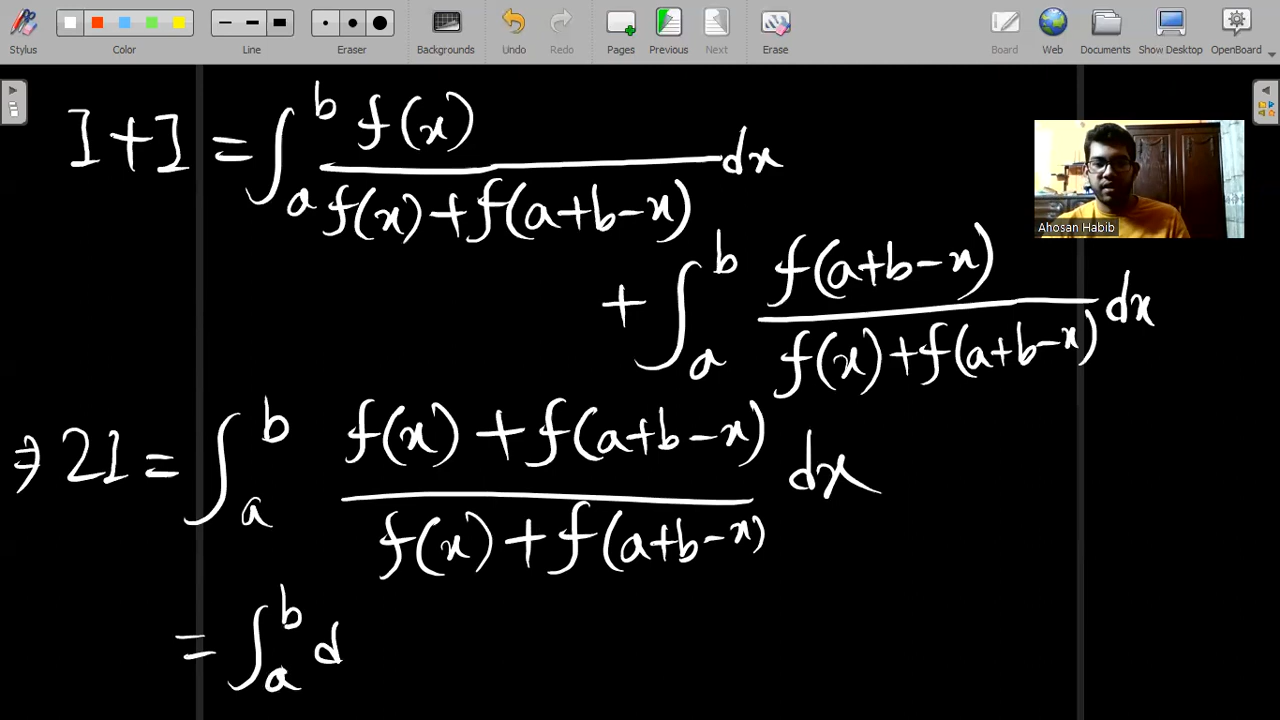 Stylus Color Line Eraser Backgrounds Undo Redo Pages Previous Next Erase Board Web Documents Show Desktop OpenBoard
I+I = ∫_a^b f(x) / (f(x)+f(a+b−x)) dx
+ ∫_a^b f(a+b−x) / (f(x)+f(a+b−x)) dx
Ahosan Habib
⇒ 2I = ∫_a^b (f(x) + f(a+b−x)) / (f(x) + f(a+b−x)) dx
= ∫_a^b d